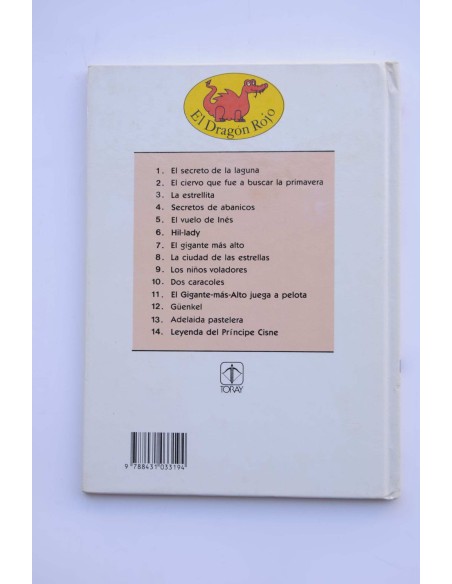 El Dragón Rojo
1. El secreto de la laguna
2. El ciervo que fue a buscar la primavera
3. La estrellita
4. Secretos de abanicos
5. El vuelo de Inés
6. Hil-lady
7. El gigante más alto
8. La ciudad de las estrellas
9. Los niños voladores
10. Dos caracoles
11. El Gigante-más-Alto juega a pelota
12. Güenkel
13. Adelaida pastelera
14. Leyenda del Príncipe Cisne
TORAY
9 788431 033194